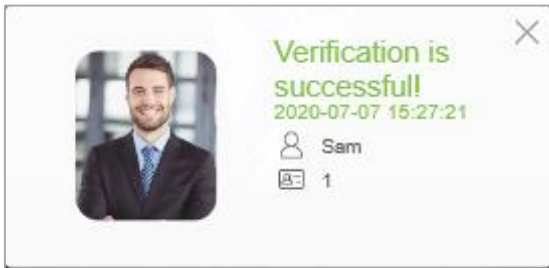 Verification is
successful!
2020-07-07 15:27:21
Sam
1